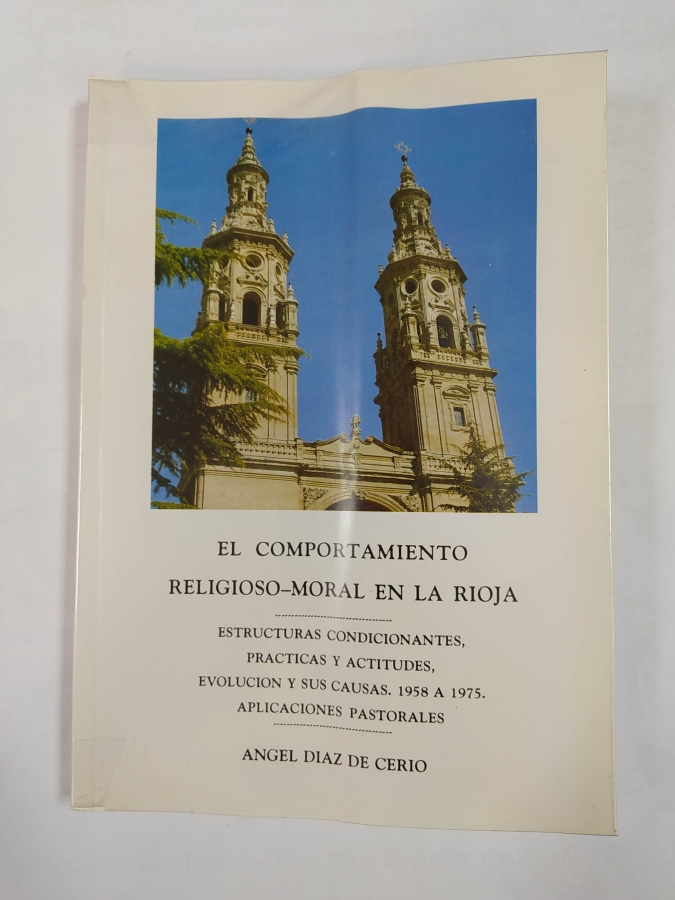 EL COMPORTAMIENTO
RELIGIOSO-MORAL EN LA RIOJA
ESTRUCTURAS CONDICIONANTES,
PRACTICAS Y ACTITUDES,
EVOLUCION Y SUS CAUSAS. 1958 A 1975.
APLICACIONES PASTORALES
ANGEL DIAZ DE CERIO